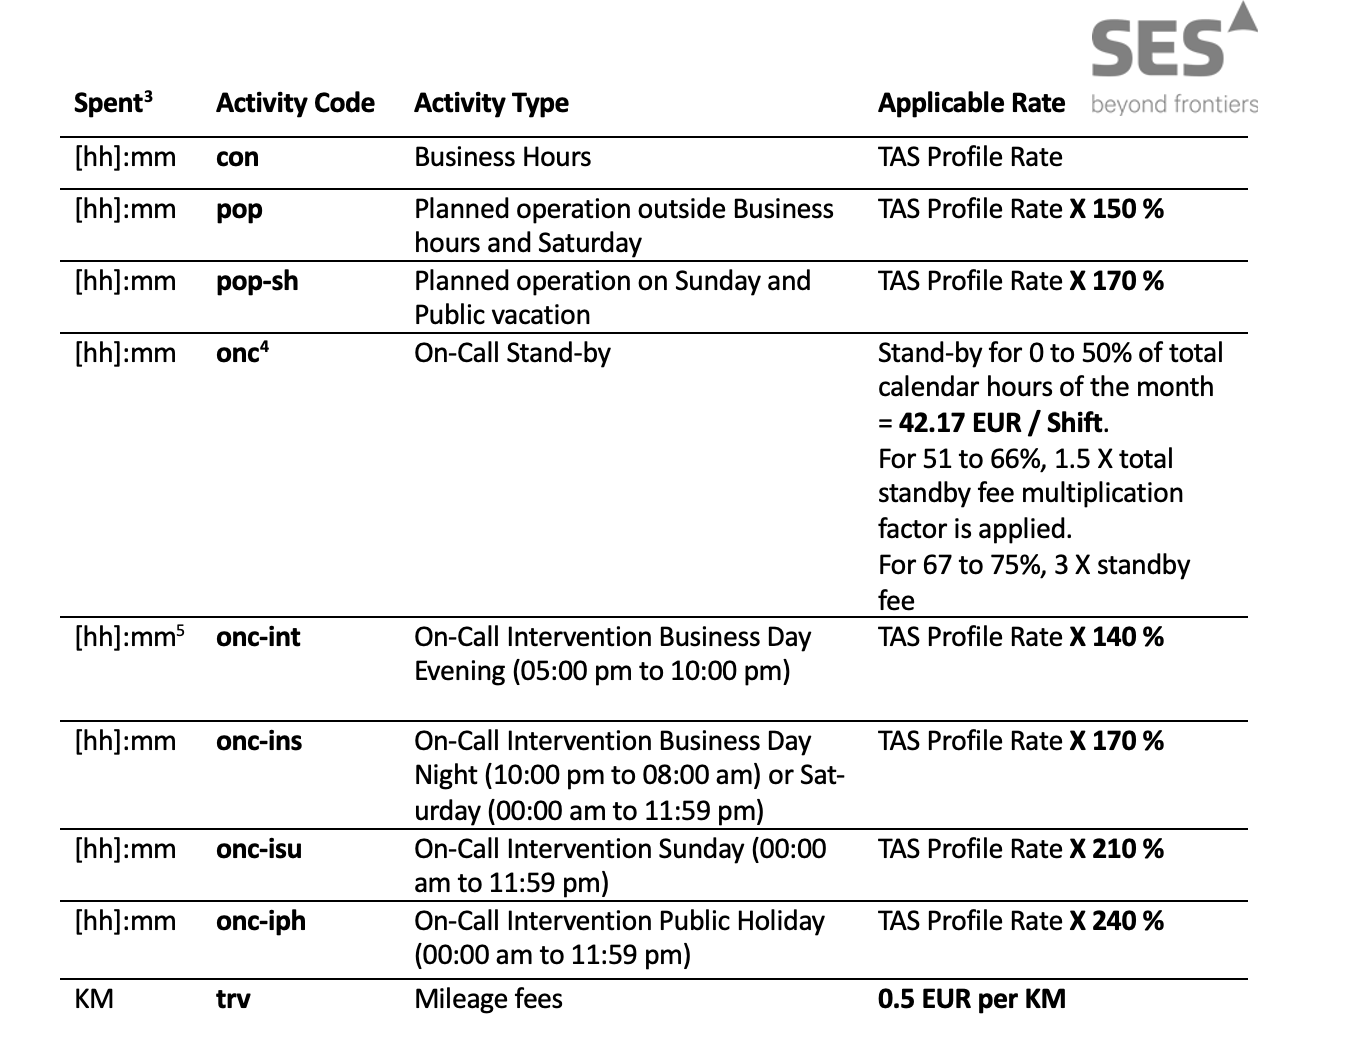 SES
beyond frontiers
Spent³ Activity Code Activity Type Applicable Rate
[hh]:mm con Business Hours TAS Profile Rate
[hh]:mm pop Planned operation outside Business TAS Profile Rate X 150 %
hours and Saturday
[hh]:mm pop-sh Planned operation on Sunday and TAS Profile Rate X 170 %
Public vacation
[hh]:mm onc⁴ On-Call Stand-by Stand-by for 0 to 50% of total
calendar hours of the month
= 42.17 EUR / Shift.
For 51 to 66%, 1.5 X total
standby fee multiplication
factor is applied.
For 67 to 75%, 3 X standby
fee
[hh]:mm⁵ onc-int On-Call Intervention Business Day TAS Profile Rate X 140 %
Evening (05:00 pm to 10:00 pm)
[hh]:mm onc-ins On-Call Intervention Business Day TAS Profile Rate X 170 %
Night (10:00 pm to 08:00 am) or Sat-
urday (00:00 am to 11:59 pm)
[hh]:mm onc-isu On-Call Intervention Sunday (00:00 TAS Profile Rate X 210 %
am to 11:59 pm)
[hh]:mm onc-iph On-Call Intervention Public Holiday TAS Profile Rate X 240 %
(00:00 am to 11:59 pm)
KM trv Mileage fees 0.5 EUR per KM